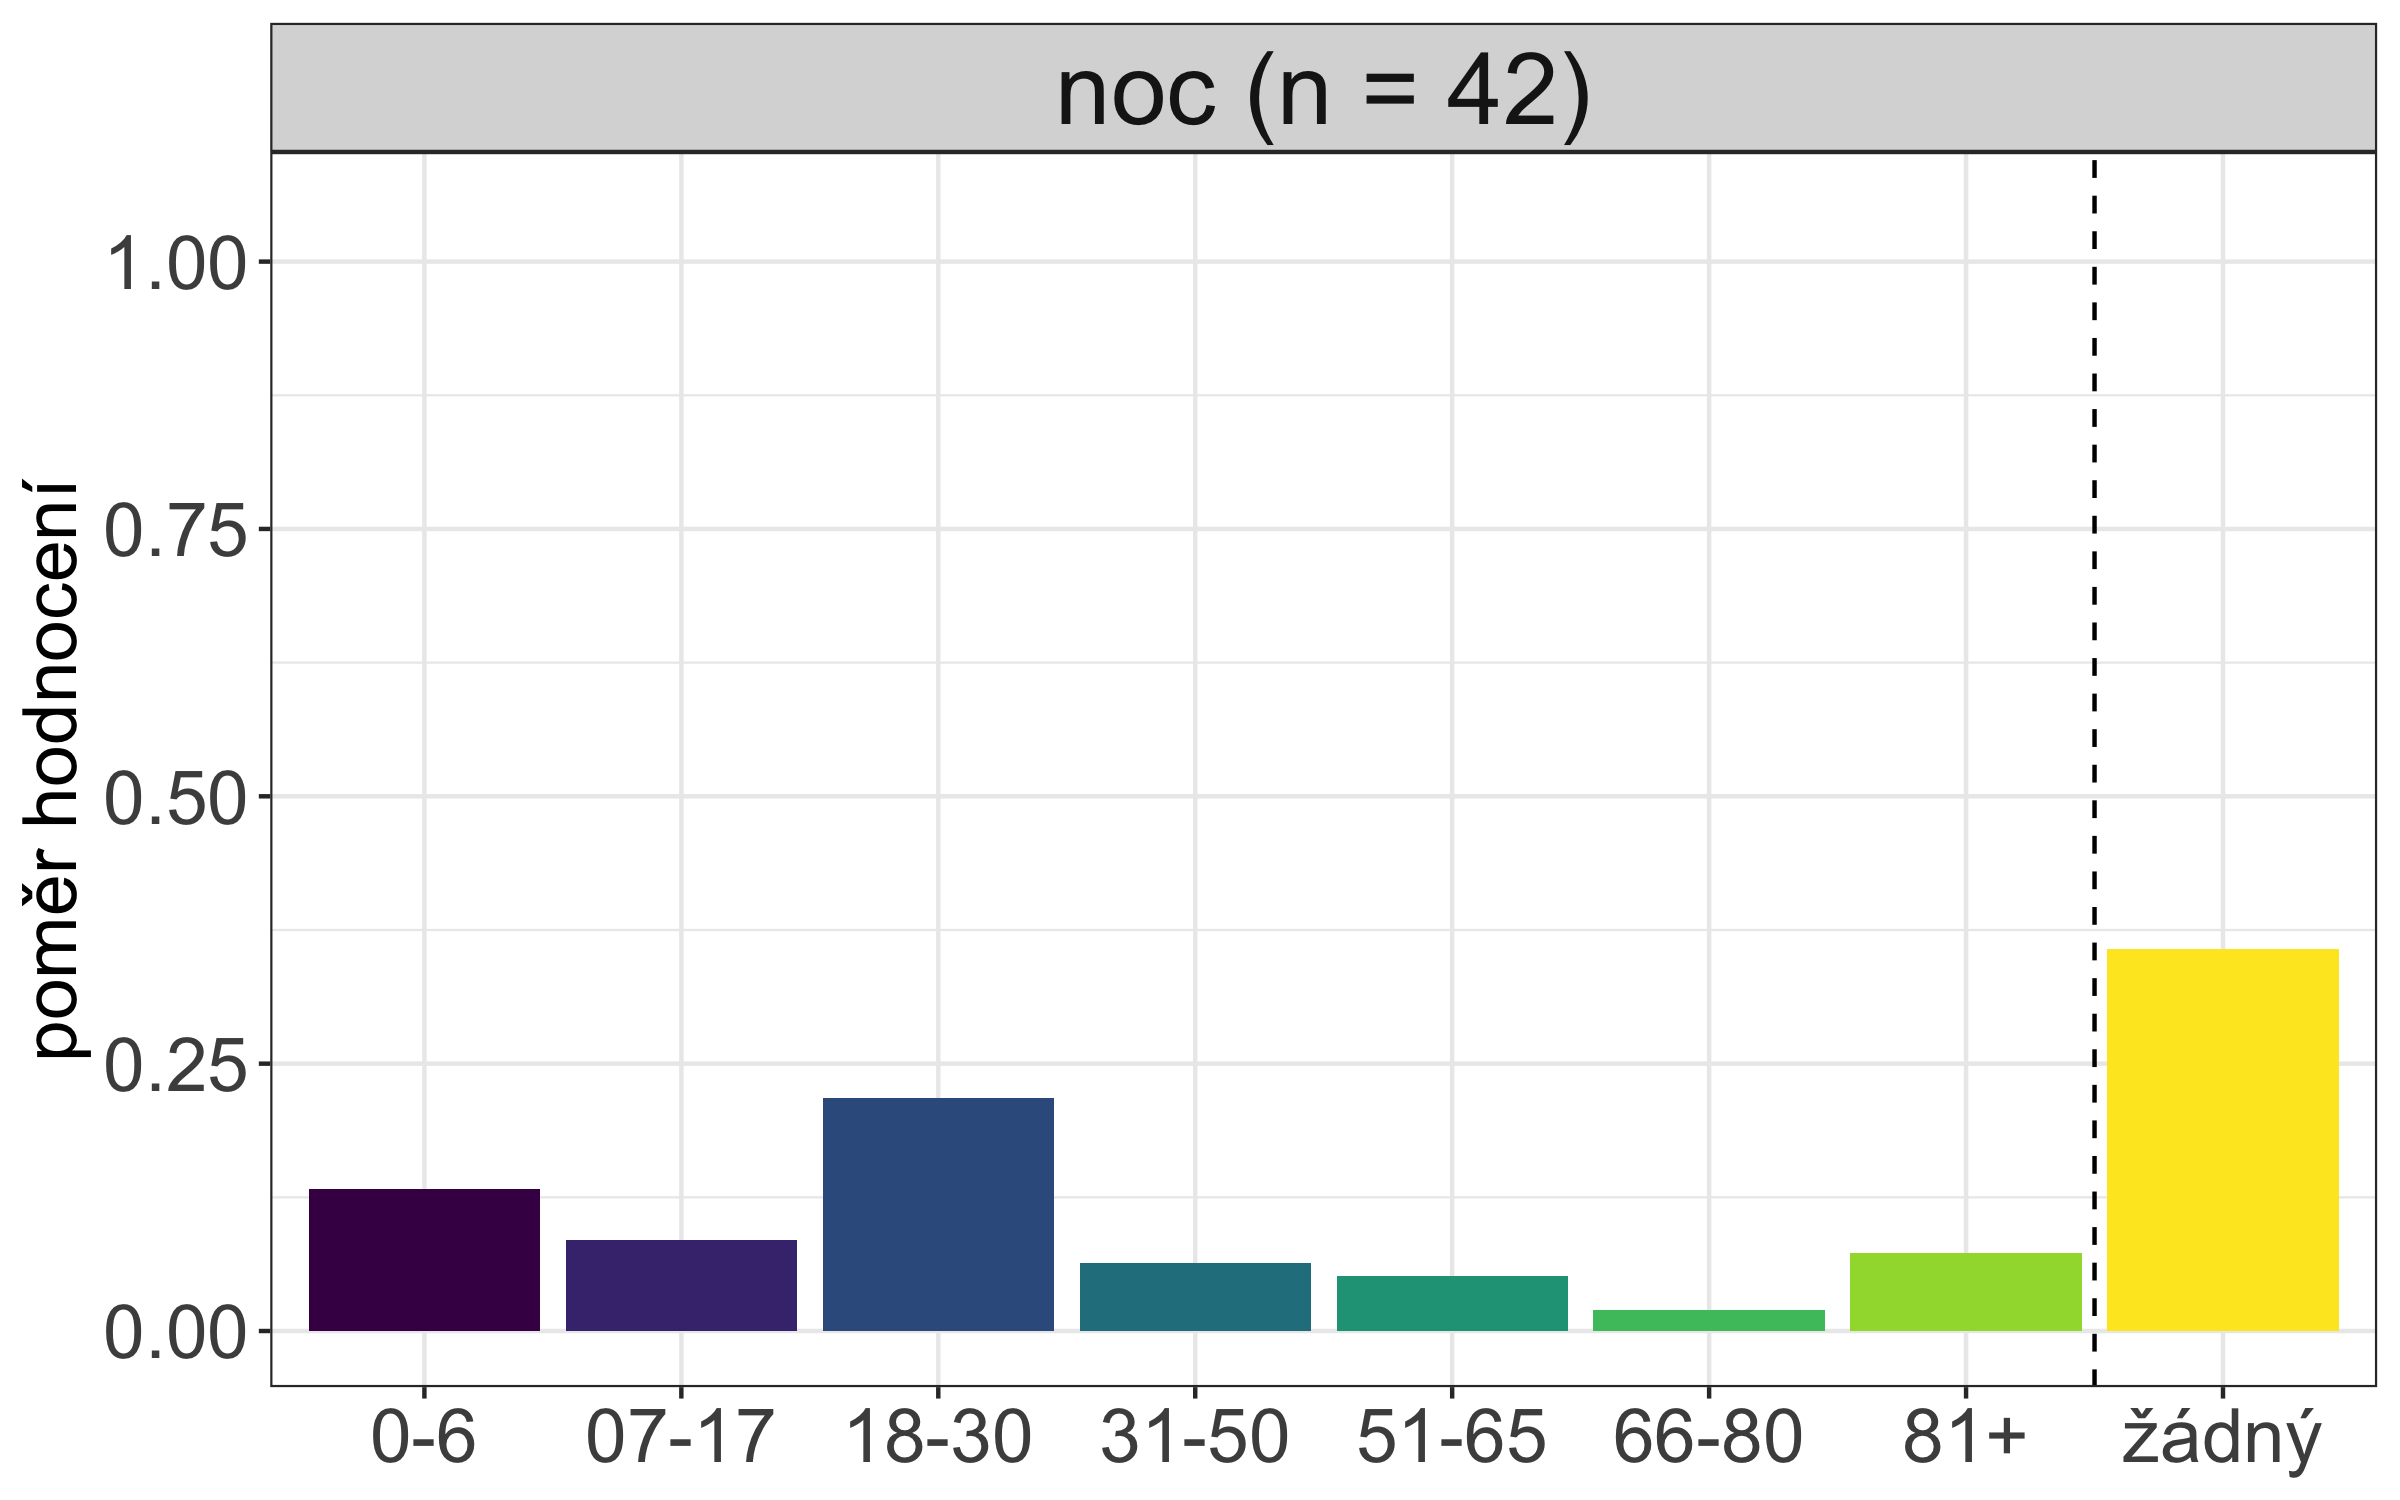 noc (n = 42)
poměr hodnocení
1.00
0.75
0.50
0.25
0.00
0-6 07-17 18-30 31-50 51-65 66-80 81+ žádný